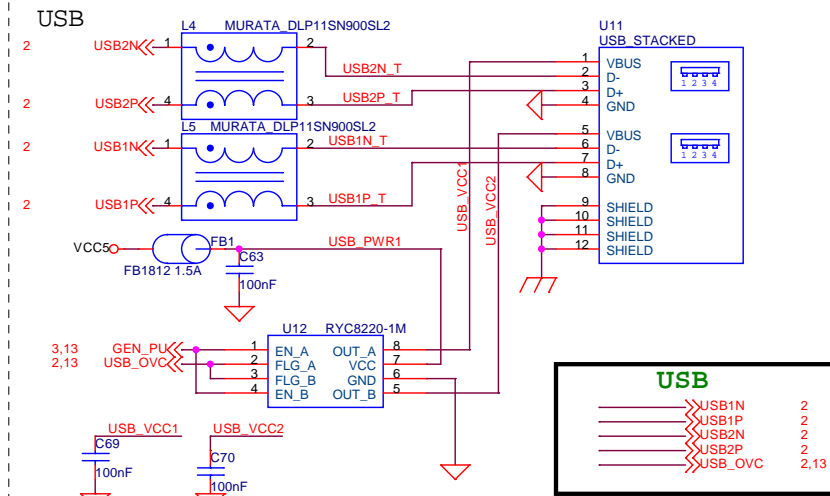 USB
L4 MURATA_DLP11SN900SL2
2 USB2N 1 2 USB2N_T
2 USB2P 4 3 USB2P_T
L5 MURATA_DLP11SN900SL2
2 USB1N 1 2 USB1N_T
2 USB1P 4 3 USB1P_T
U11
USB_STACKED
1 VBUS
2 D-
3 D+
4 GND
1 2 3 4
5 VBUS
6 D-
7 D+
8 GND
1 2 3 4
9 SHIELD
10 SHIELD
11 SHIELD
12 SHIELD
USB_VCC1
USB_VCC2
VCC5 FB1 USB_PWR1
FB1812 1.5A
C63
100nF
U12 RYC8220-1M
3,13 GEN_PU 1 EN_A OUT_A 8
2,13 USB_OVC 2 FLG_A VCC 7
3 FLG_B GND 6
4 EN_B OUT_B 5
USB_VCC1 USB_VCC2
C69
100nF
C70
100nF
USB
USB1N 2
USB1P 2
USB2N 2
USB2P 2
USB_OVC 2,13